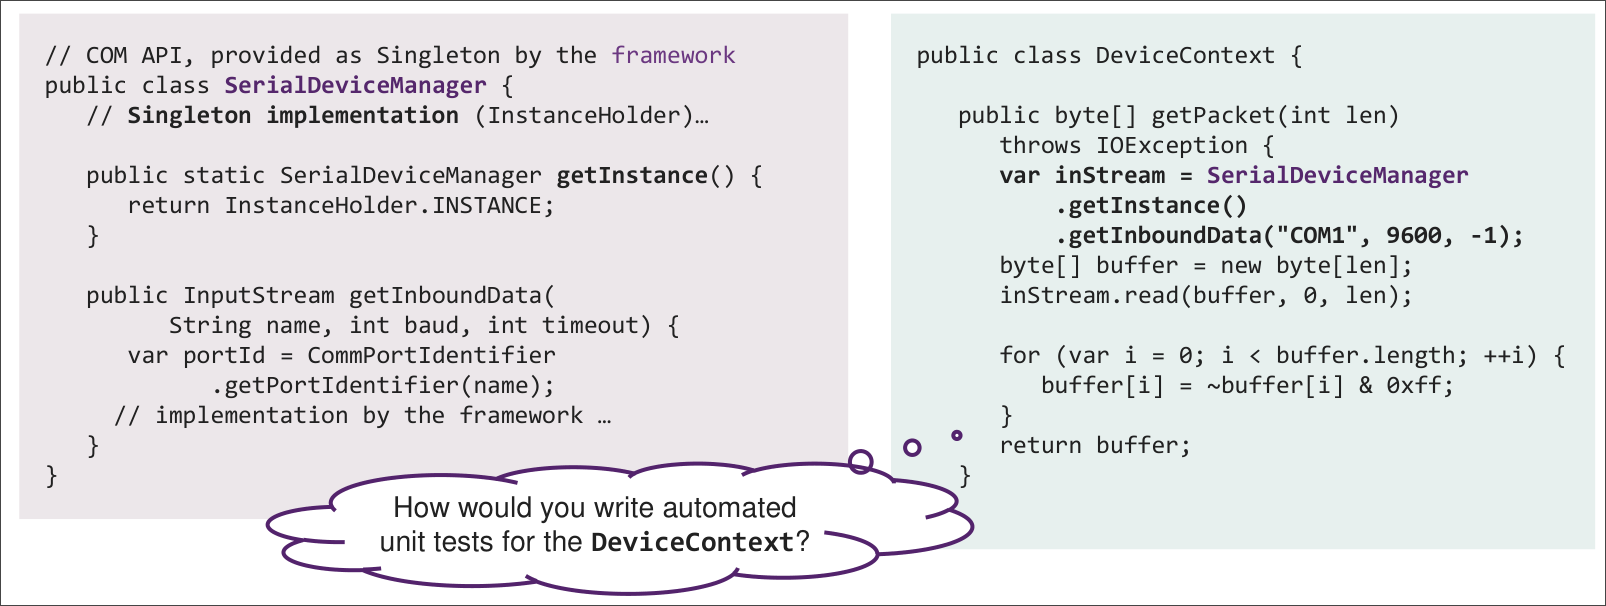 // COM API, provided as Singleton by the framework
public class SerialDeviceManager {
   // Singleton implementation (InstanceHolder)…

   public static SerialDeviceManager getInstance() {
      return InstanceHolder.INSTANCE;
   }

   public InputStream getInboundData(
         String name, int baud, int timeout) {
      var portId = CommPortIdentifier
            .getPortIdentifier(name);
     // implementation by the framework …
   }
}

public class DeviceContext {

   public byte[] getPacket(int len)
      throws IOException {
      var inStream = SerialDeviceManager
          .getInstance()
          .getInboundData("COM1", 9600, -1);
      byte[] buffer = new byte[len];
      inStream.read(buffer, 0, len);

      for (var i = 0; i < buffer.length; ++i) {
         buffer[i] = ~buffer[i] & 0xff;
      }
      return buffer;
   }

How would you write automated
unit tests for the DeviceContext?